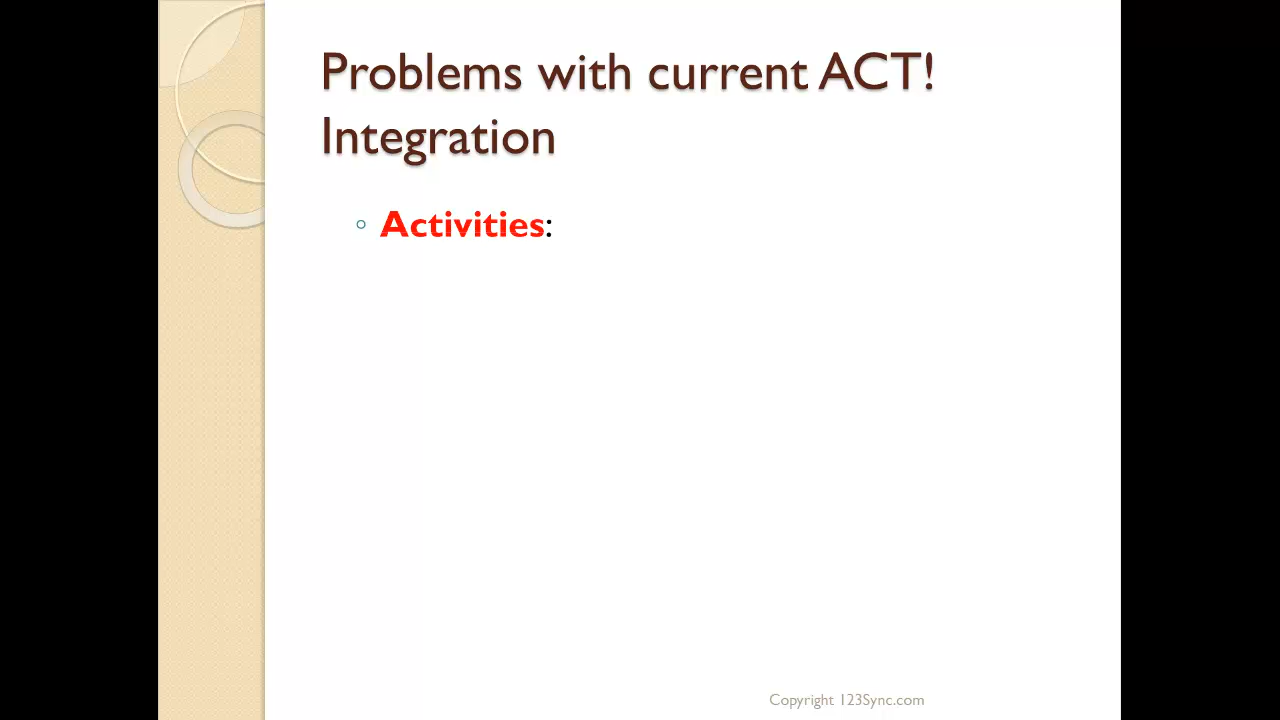 Problems with current ACT!
Integration
Activities:
Copyright 123Sync.com